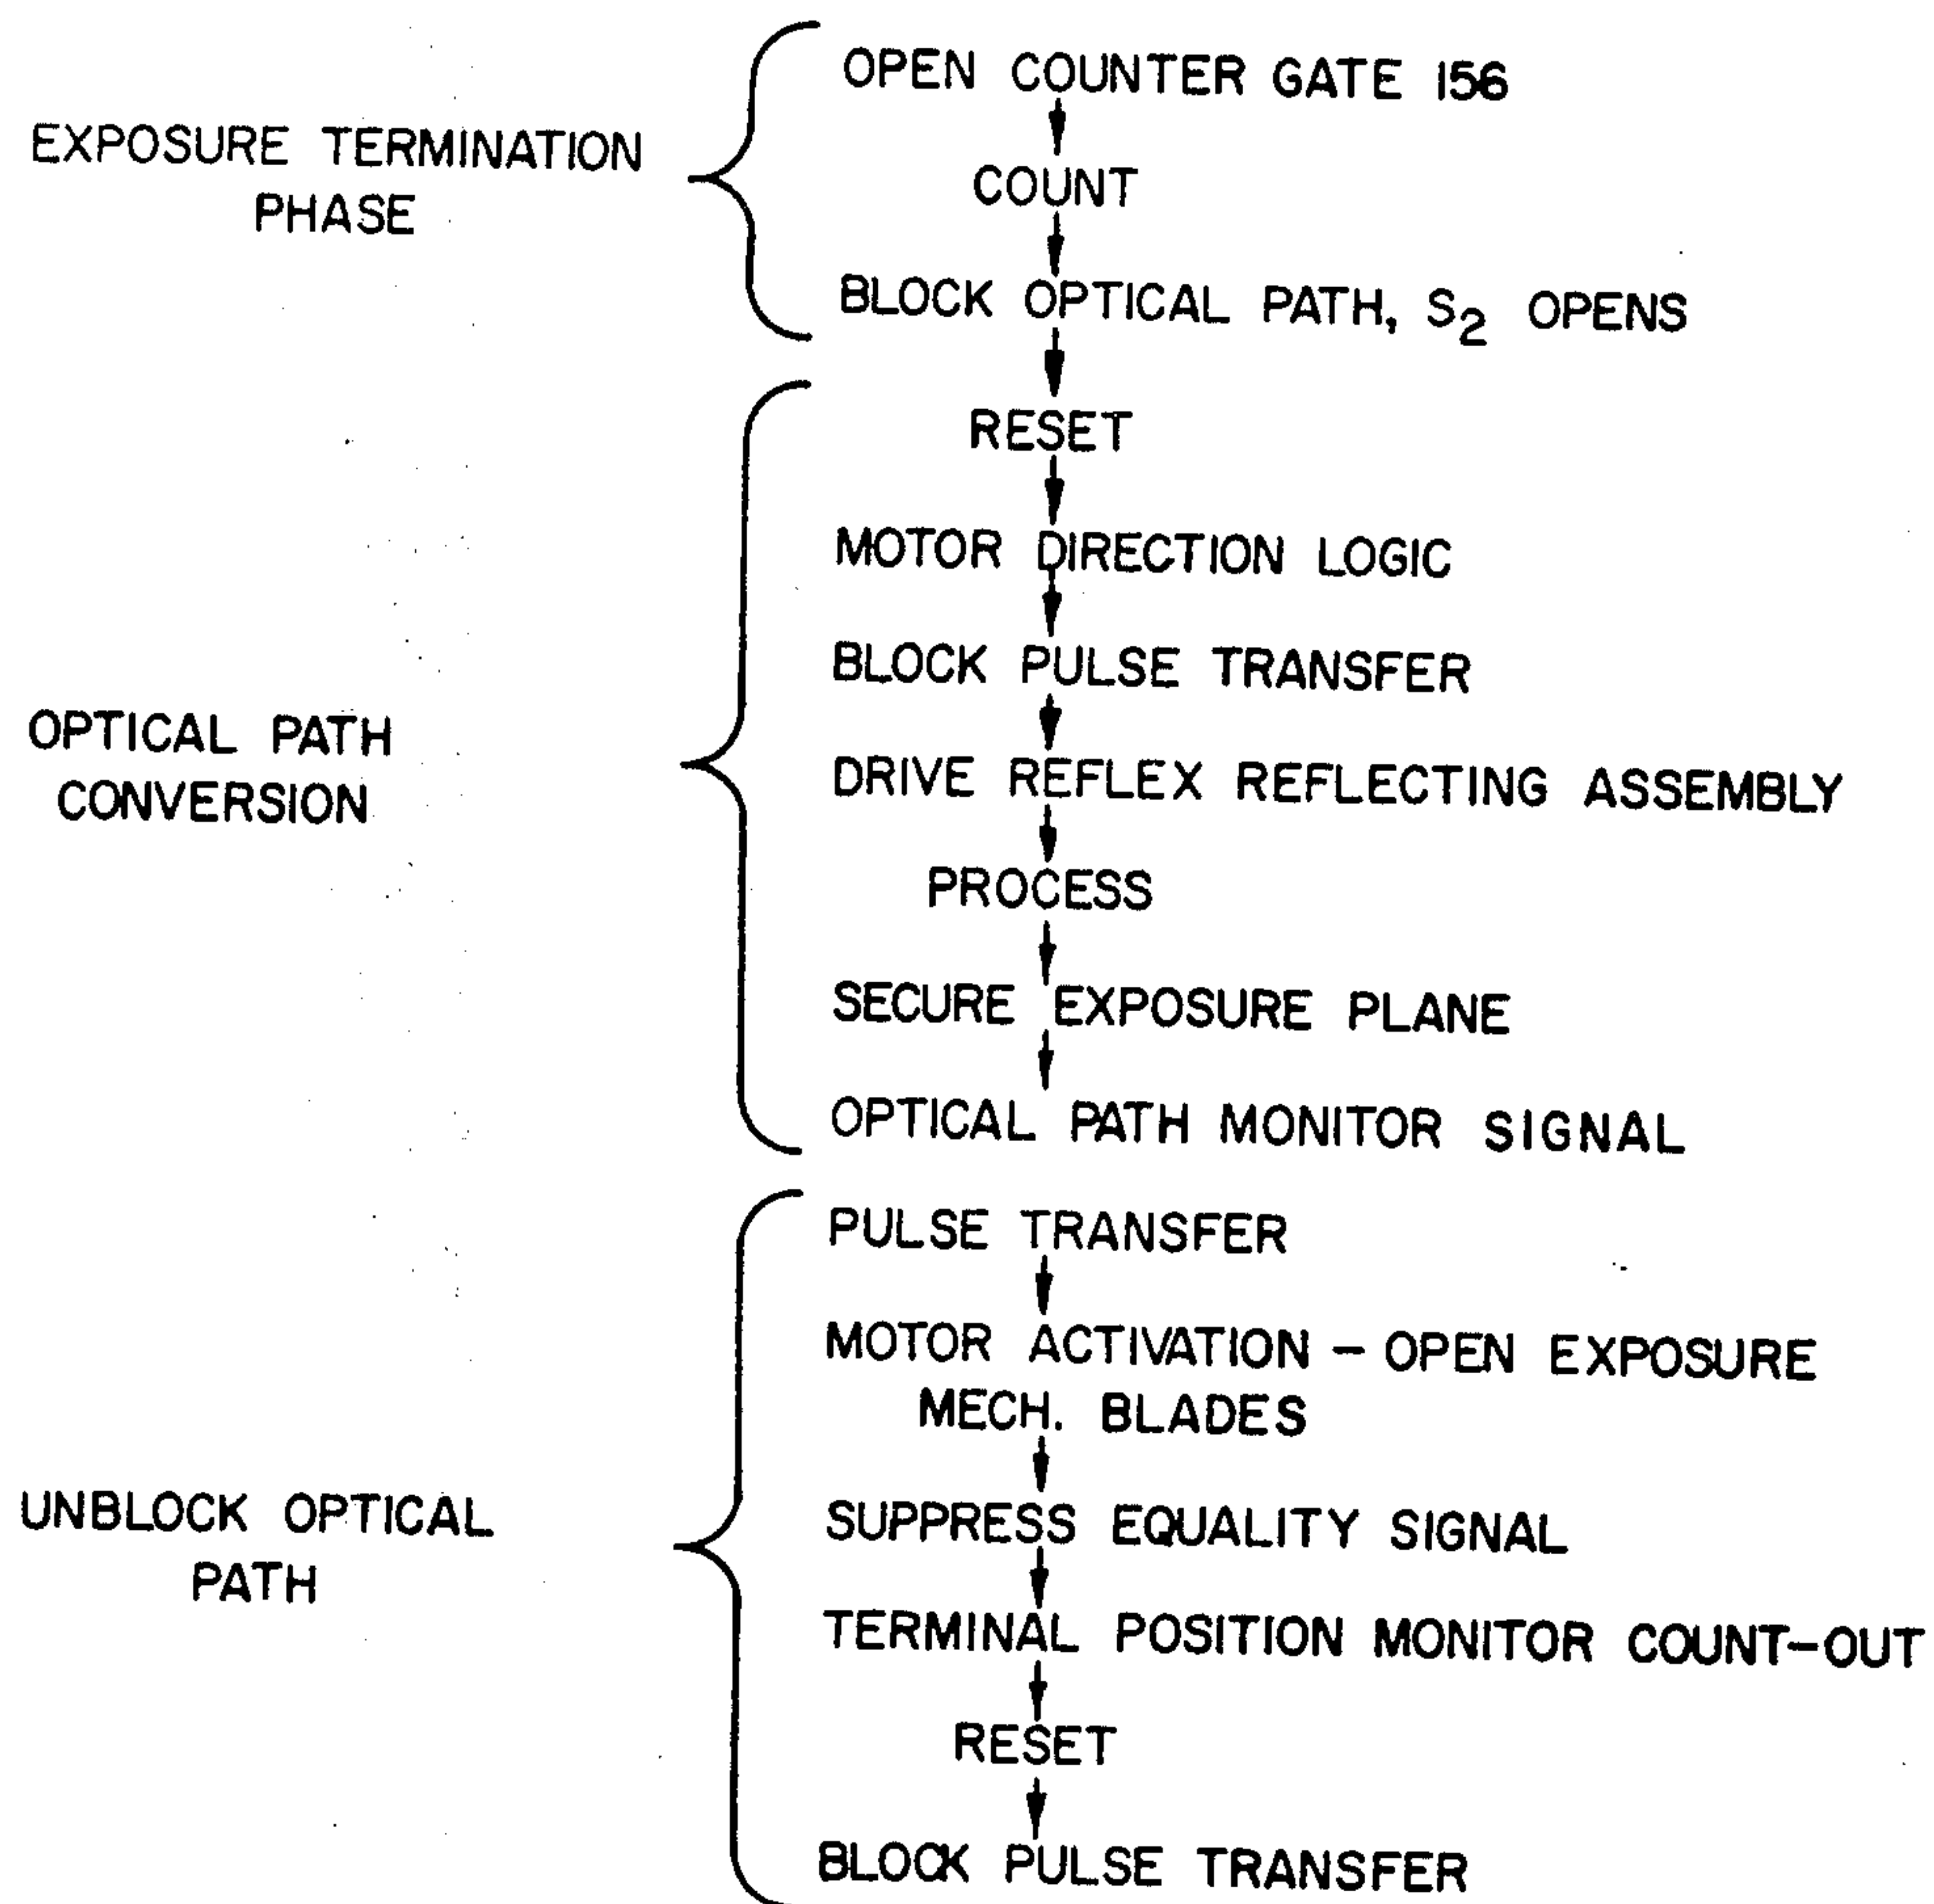 EXPOSURE TERMINATION
PHASE
OPEN COUNTER GATE 156
COUNT
BLOCK OPTICAL PATH, S2 OPENS
OPTICAL PATH
CONVERSION
RESET
MOTOR DIRECTION LOGIC
BLOCK PULSE TRANSFER
DRIVE REFLEX REFLECTING ASSEMBLY
PROCESS
SECURE EXPOSURE PLANE
OPTICAL PATH MONITOR SIGNAL
UNBLOCK OPTICAL
PATH
PULSE TRANSFER
MOTOR ACTIVATION – OPEN EXPOSURE
MECH. BLADES
SUPPRESS EQUALITY SIGNAL
TERMINAL POSITION MONITOR COUNT-OUT
RESET
BLOCK PULSE TRANSFER